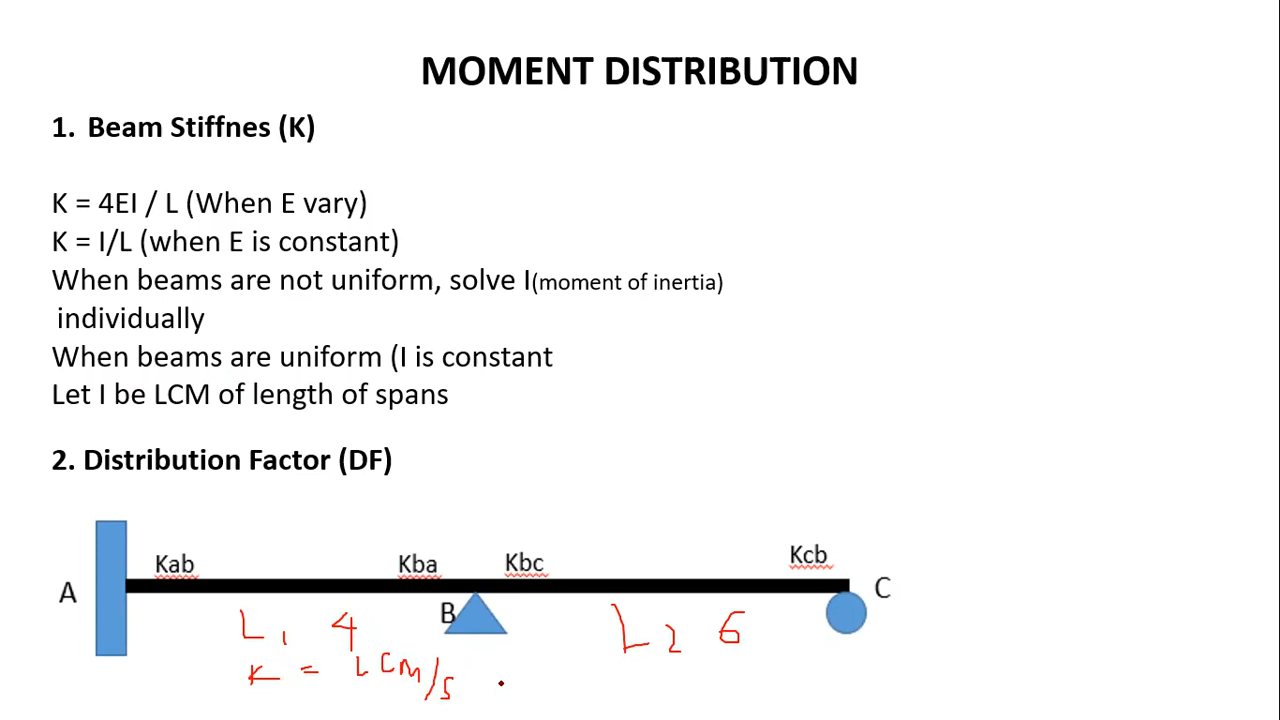 MOMENT DISTRIBUTION
1. Beam Stiffnes (K)
K = 4EI / L (When E vary)
K = I/L (when E is constant)
When beams are not uniform, solve I(moment of inertia)
individually
When beams are uniform (I is constant
Let I be LCM of length of spans
2. Distribution Factor (DF)
Kab Kba Kbc Kcb
A B C
L1 4 L2 6
K = LCM/5